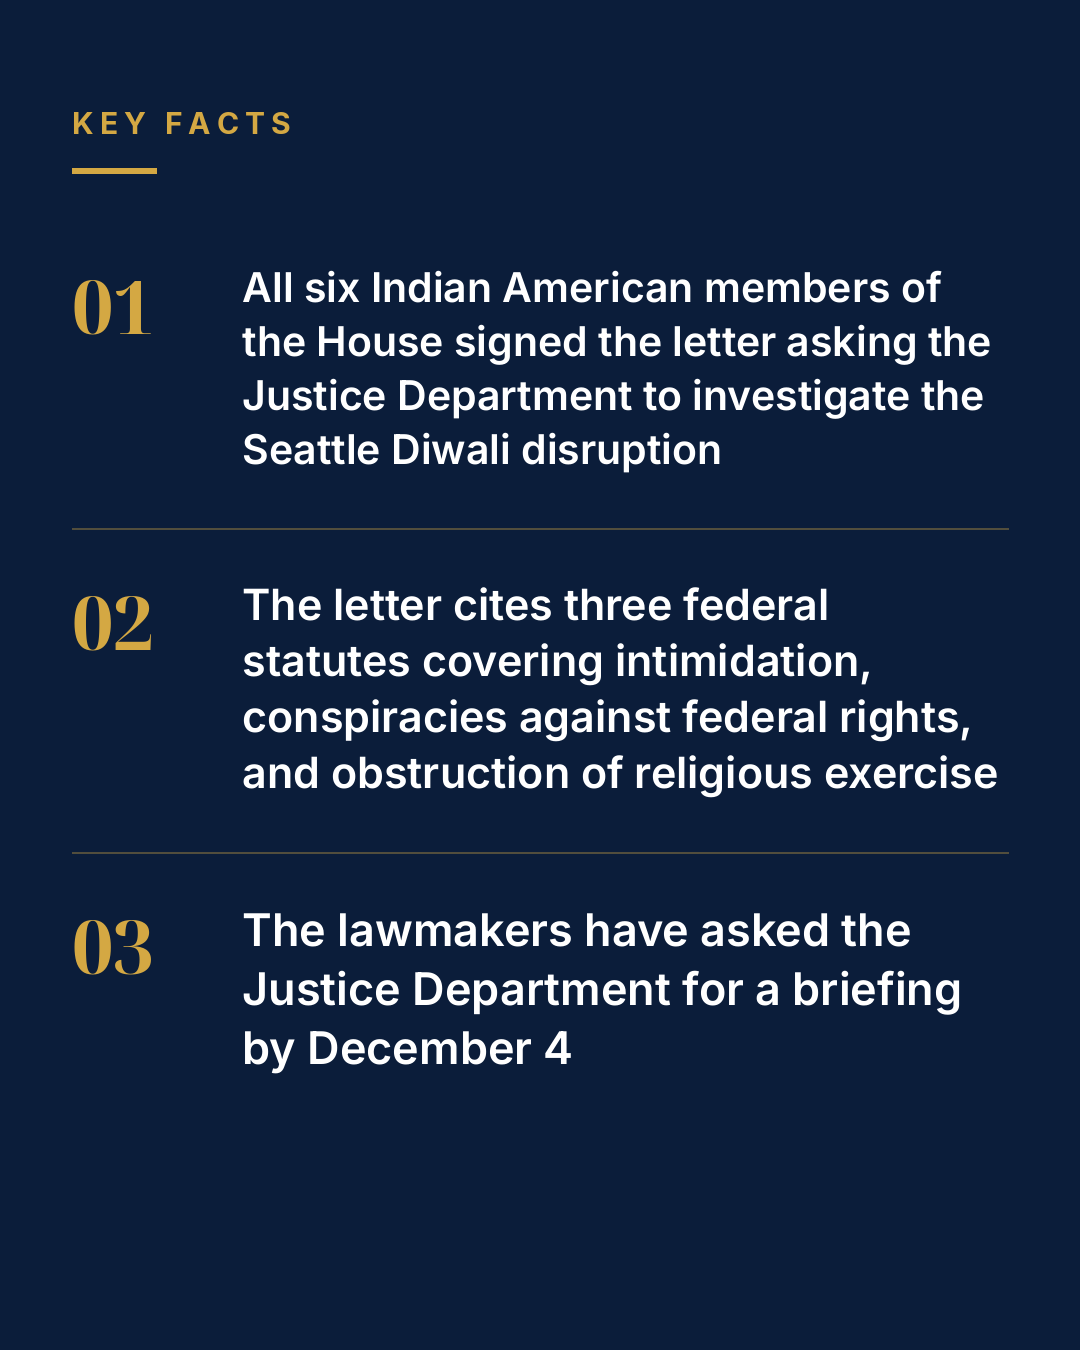 KEY FACTS
01
All six Indian American members of
the House signed the letter asking the
Justice Department to investigate the
Seattle Diwali disruption
02
The letter cites three federal
statutes covering intimidation,
conspiracies against federal rights,
and obstruction of religious exercise
03
The lawmakers have asked the
Justice Department for a briefing
by December 4